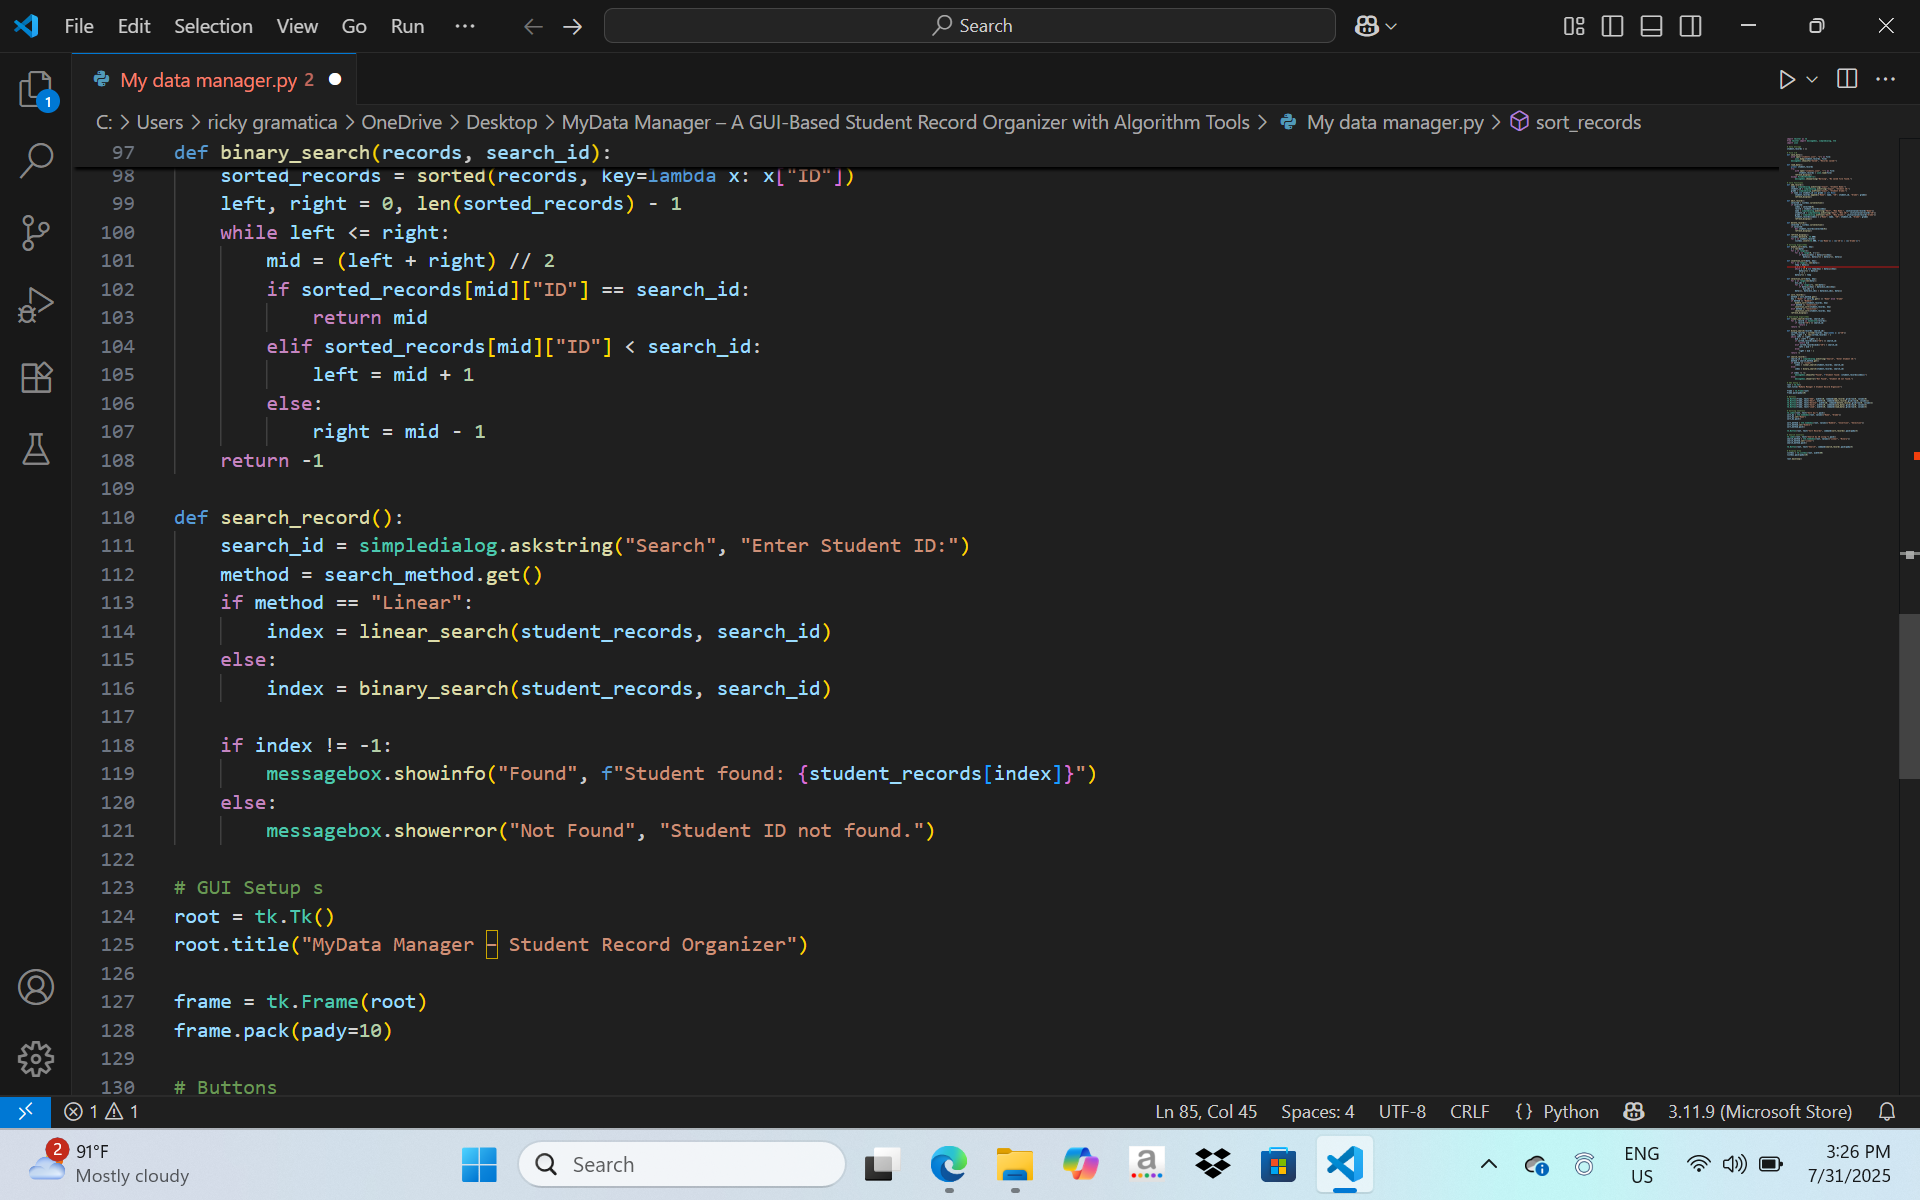 File Edit Selection View Go Run ··· Search
My data manager.py 2
C: > Users > ricky gramatica > OneDrive > Desktop > MyData Manager – A GUI-Based Student Record Organizer with Algorithm Tools > My data manager.py > sort_records
97 def binary_search(records, search_id):
98     sorted_records = sorted(records, key=lambda x: x["ID"])
99     left, right = 0, len(sorted_records) - 1
100     while left <= right:
101         mid = (left + right) // 2
102         if sorted_records[mid]["ID"] == search_id:
103             return mid
104         elif sorted_records[mid]["ID"] < search_id:
105             left = mid + 1
106         else:
107             right = mid - 1
108     return -1
109
110 def search_record():
111     search_id = simpledialog.askstring("Search", "Enter Student ID:")
112     method = search_method.get()
113     if method == "Linear":
114         index = linear_search(student_records, search_id)
115     else:
116         index = binary_search(student_records, search_id)
117
118     if index != -1:
119         messagebox.showinfo("Found", f"Student found: {student_records[index]}")
120     else:
121         messagebox.showerror("Not Found", "Student ID not found.")
122
123 # GUI Setup s
124 root = tk.Tk()
125 root.title("MyData Manager – Student Record Organizer")
126
127 frame = tk.Frame(root)
128 frame.pack(pady=10)
129
130 # Buttons
1
1 1 Ln 85, Col 45 Spaces: 4 UTF-8 CRLF {} Python 3.11.9 (Microsoft Store)
2 91°F
Mostly cloudy
Search
a
ENG
US
3:26 PM
7/31/2025